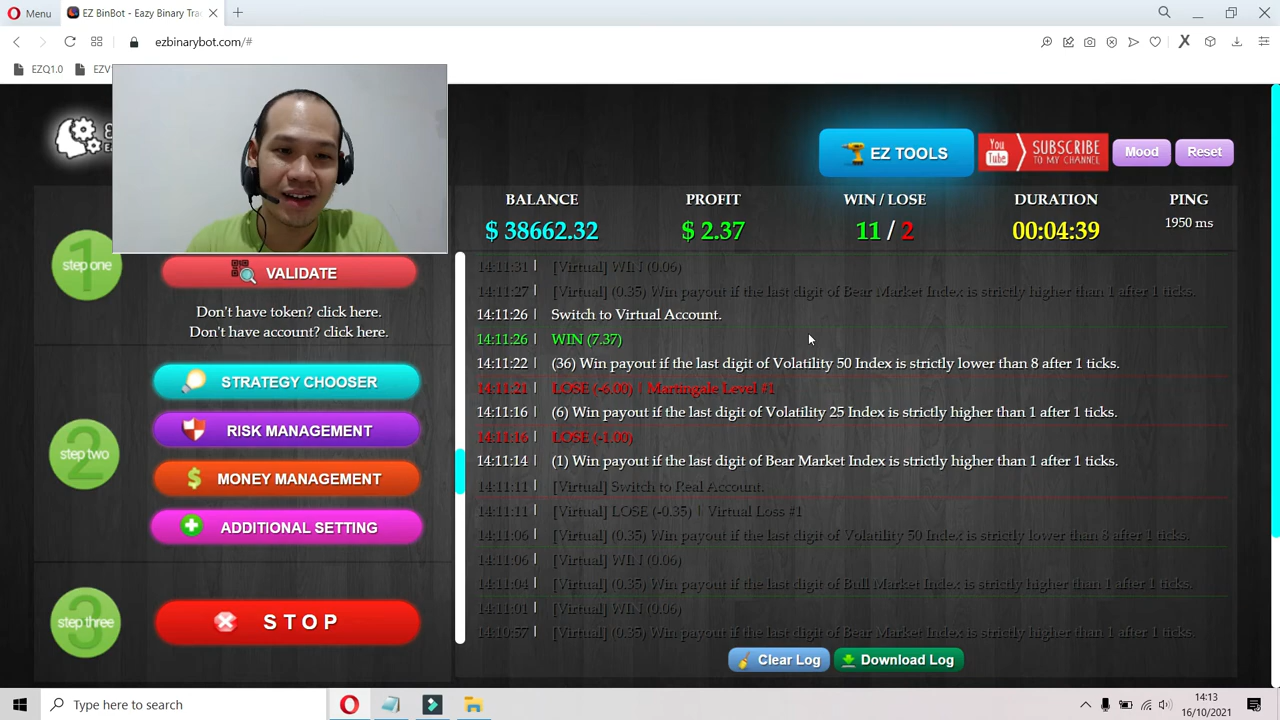 Menu
EZ BinBot - Eazy Binary Tra
ezbinarybot.com/#
EZQ1.0
EZV
EZ TOOLS
You Tube
SUBSCRIBE
TO MY CHANNEL
Mood
Reset
BALANCE
PROFIT
WIN / LOSE
DURATION
PING
$ 38662.32
$ 2.37
11 / 2
00:04:39
1950 ms
step one
VALIDATE
Don't have token? click here.
Don't have account? click here.
step two
STRATEGY CHOOSER
RISK MANAGEMENT
MONEY MANAGEMENT
ADDITIONAL SETTING
step three
STOP
14:11:31 | [Virtual] WIN (0.06)
14:11:27 | [Virtual] (0.35) Win payout if the last digit of Bear Market Index is strictly higher than 1 after 1 ticks.
14:11:26 | Switch to Virtual Account.
14:11:26 | WIN (7.37)
14:11:22 | (36) Win payout if the last digit of Volatility 50 Index is strictly lower than 8 after 1 ticks.
14:11:21 | LOSE (-6.00) | Martingale Level #1
14:11:16 | (6) Win payout if the last digit of Volatility 25 Index is strictly higher than 1 after 1 ticks.
14:11:16 | LOSE (-1.00)
14:11:14 | (1) Win payout if the last digit of Bear Market Index is strictly higher than 1 after 1 ticks.
14:11:11 | [Virtual] Switch to Real Account.
14:11:11 | [Virtual] LOSE (-0.35) | Virtual Loss #1
14:11:06 | [Virtual] (0.35) Win payout if the last digit of Volatility 50 Index is strictly lower than 8 after 1 ticks.
14:11:06 | [Virtual] WIN (0.06)
14:11:04 | [Virtual] (0.35) Win payout if the last digit of Bull Market Index is strictly higher than 1 after 1 ticks.
14:11:01 | [Virtual] WIN (0.06)
14:10:57 | [Virtual] (0.35) Win payout if the last digit of Bear Market Index is strictly higher than 1 after 1 ticks.
Clear Log
Download Log
Type here to search
14:13
16/10/2021